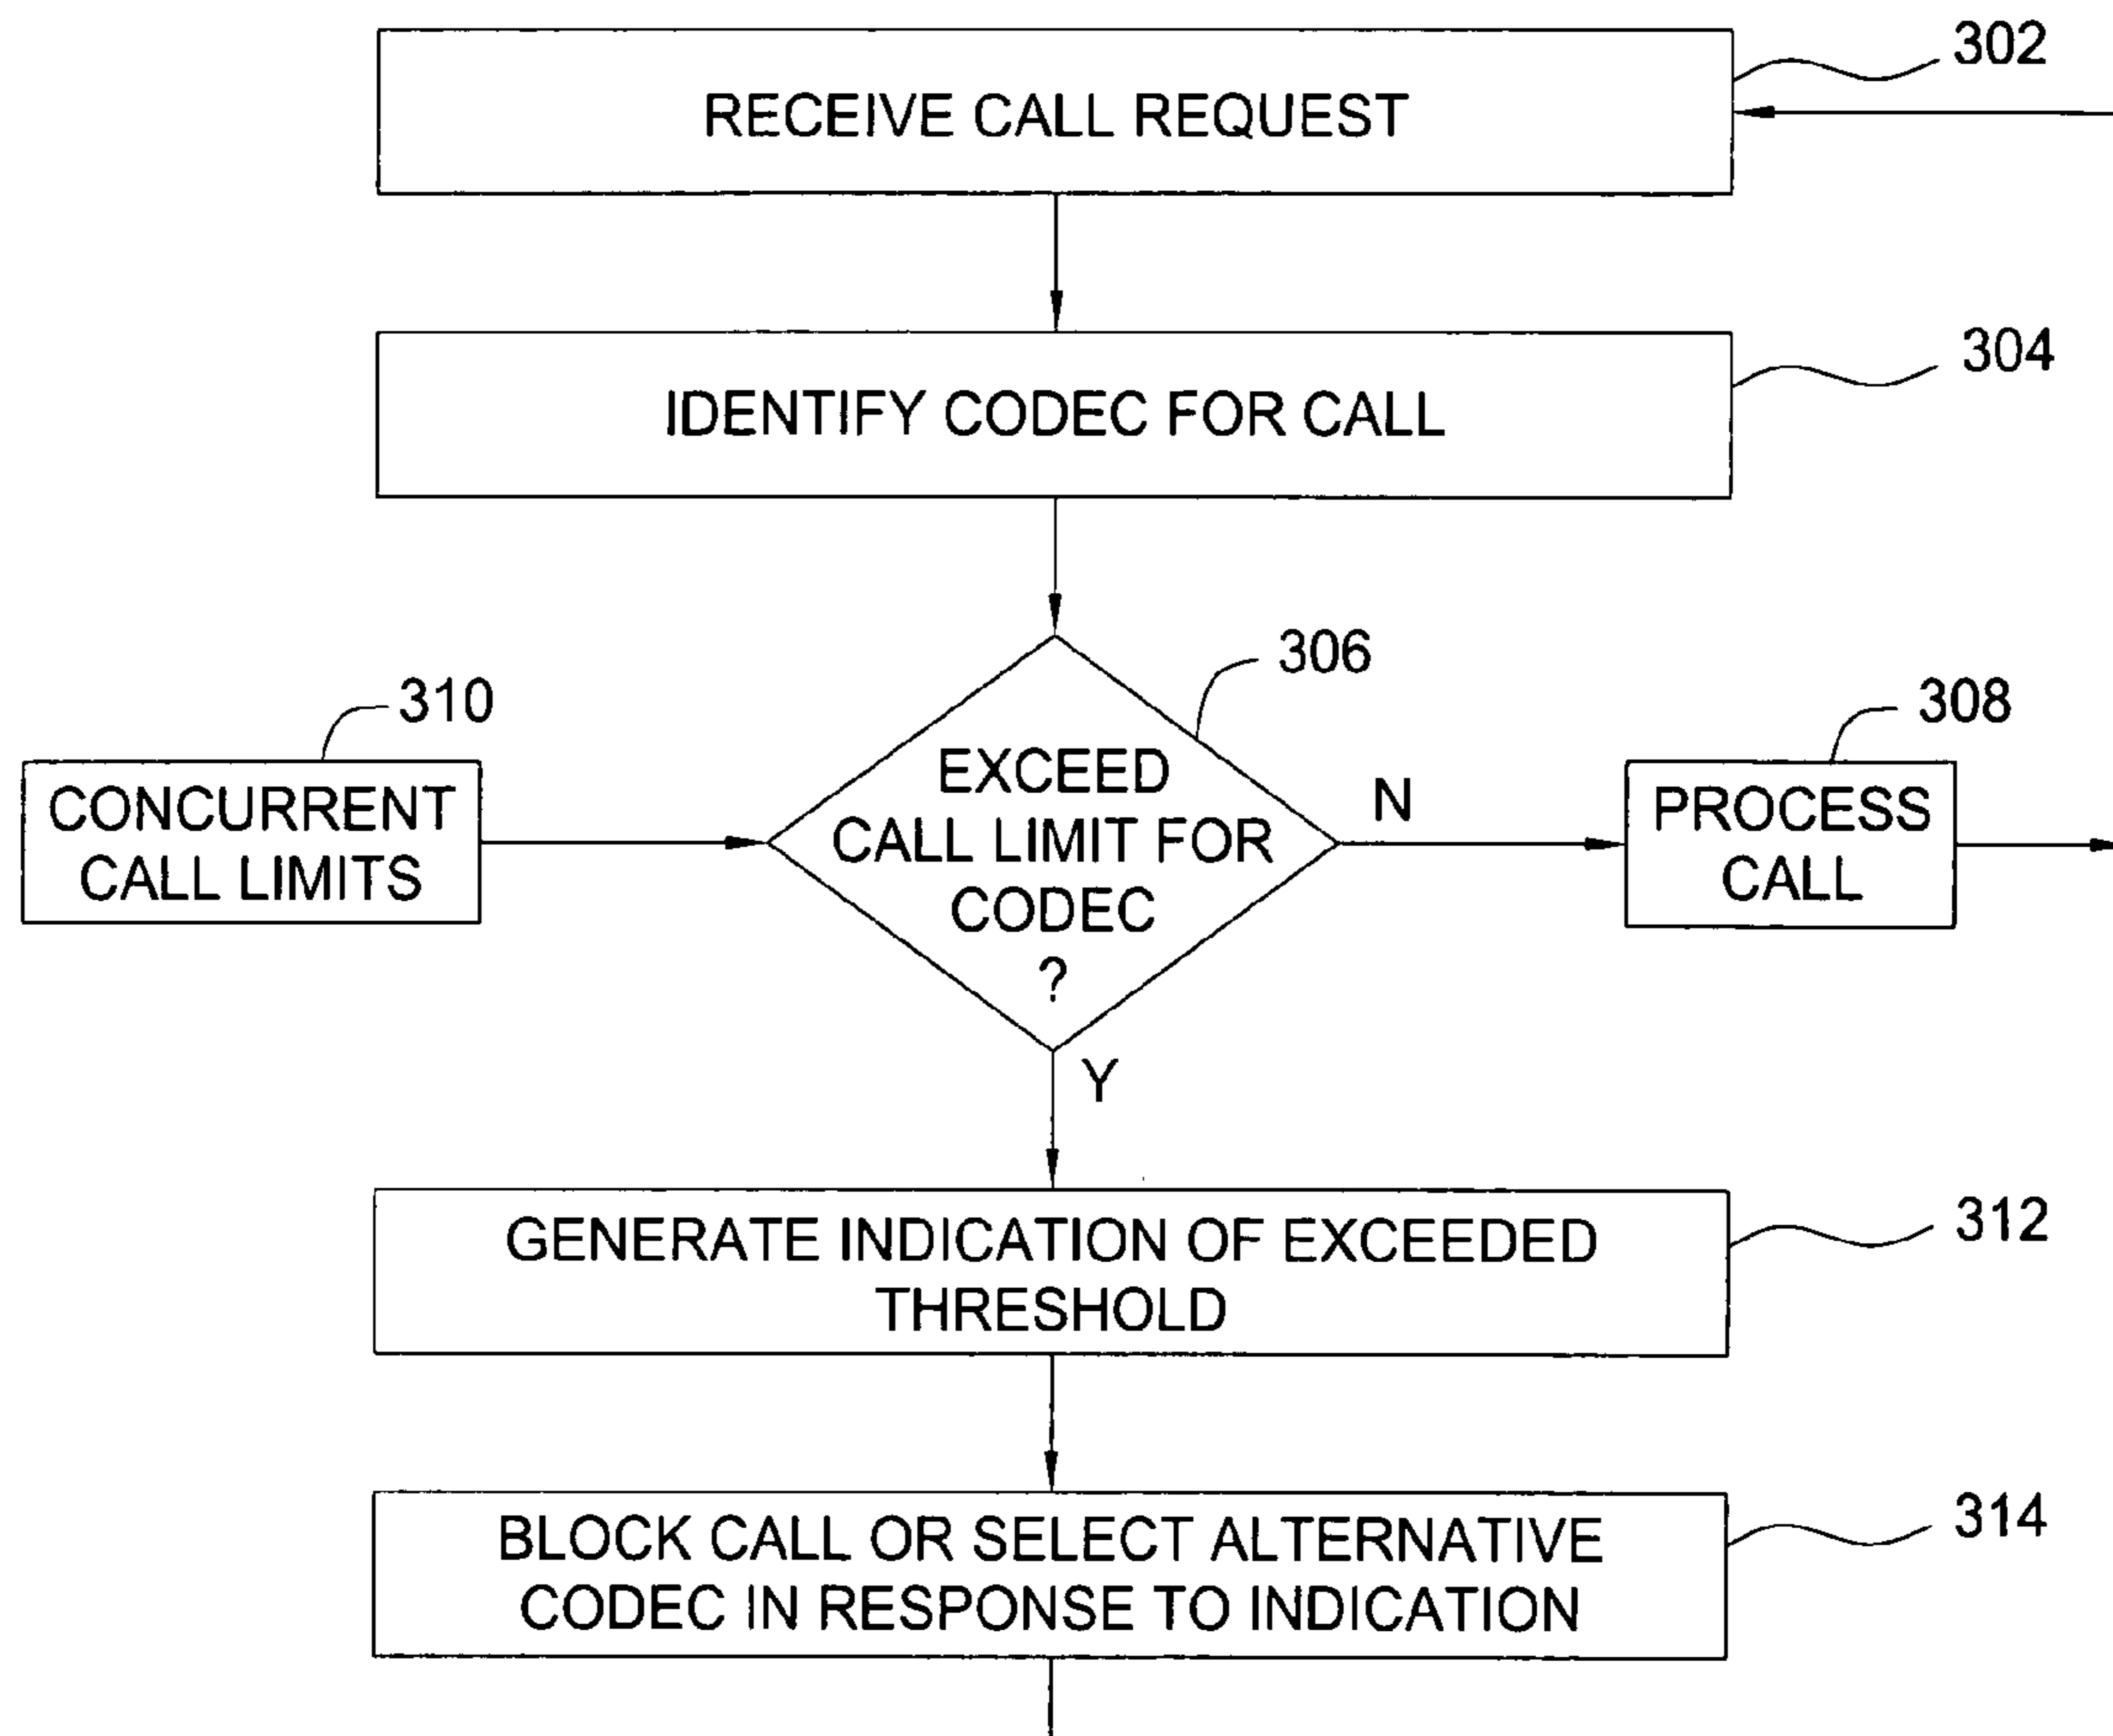 302
RECEIVE CALL REQUEST
304
IDENTIFY CODEC FOR CALL
306
310
308
CONCURRENT
CALL LIMITS
EXCEED
CALL LIMIT FOR
CODEC
?
N
PROCESS
CALL
Y
312
GENERATE INDICATION OF EXCEEDED
THRESHOLD
314
BLOCK CALL OR SELECT ALTERNATIVE
CODEC IN RESPONSE TO INDICATION